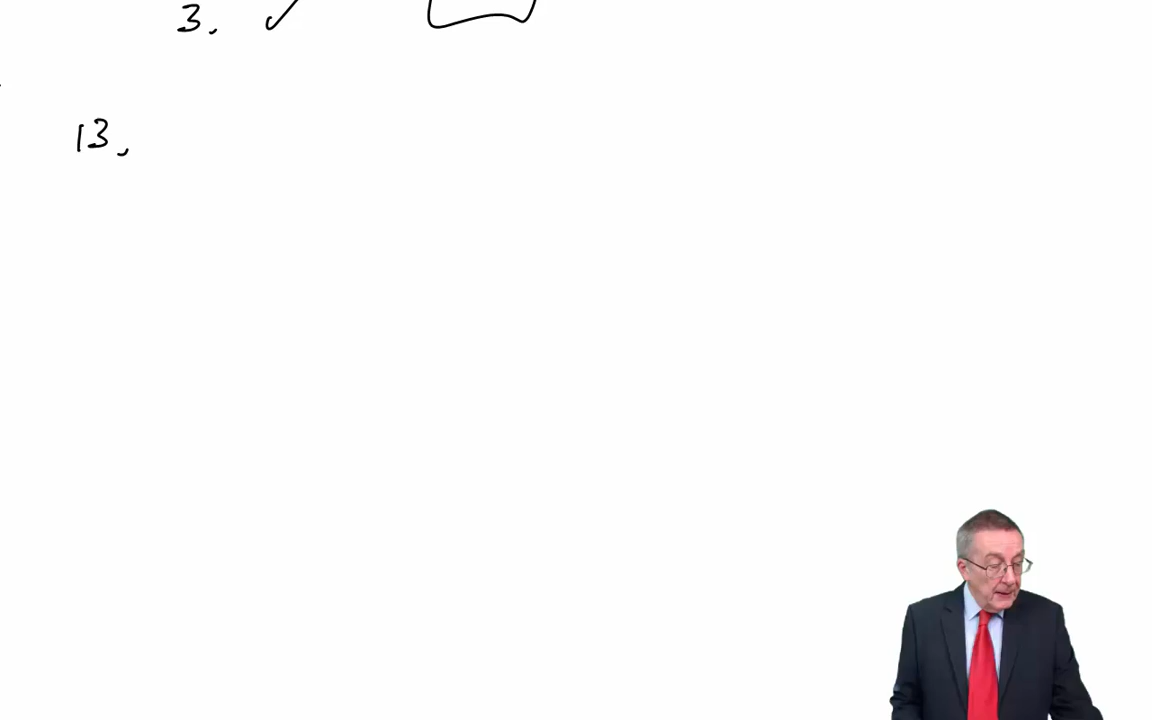 3. ✓
13,